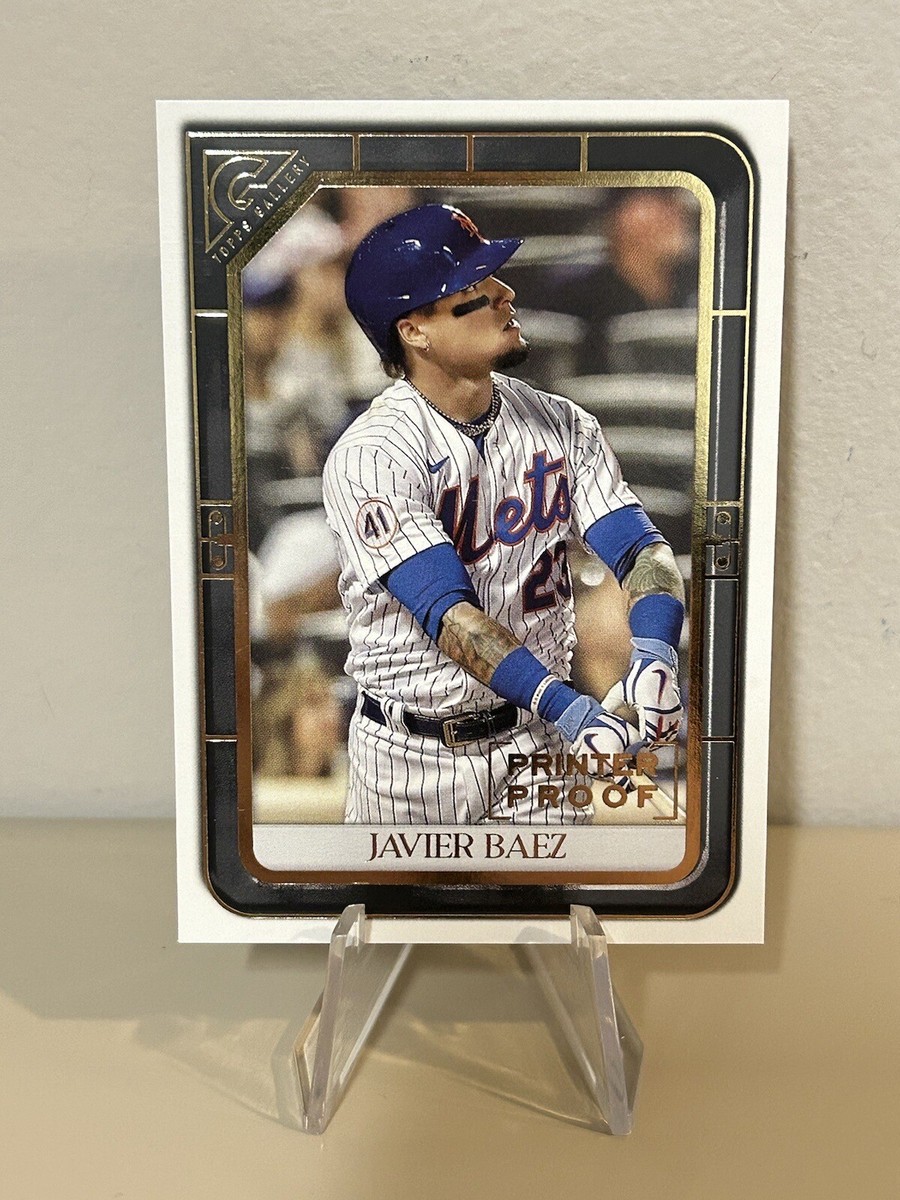 G
TOPPS GALLERY
41
Mets
23
PRINTER
PROOF
JAVIER BAEZ